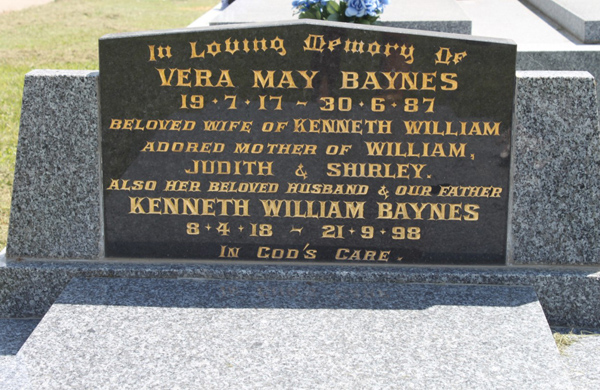 In Loving Memory Of
VERA MAY BAYNES
19·7·17 - 30·6·87
BELOVED WIFE OF KENNETH WILLIAM
ADORED MOTHER OF WILLIAM,
JUDITH & SHIRLEY.
ALSO HER BELOVED HUSBAND & OUR FATHER
KENNETH WILLIAM BAYNES
8·4·18 - 21·9·98
IN GOD'S CARE.